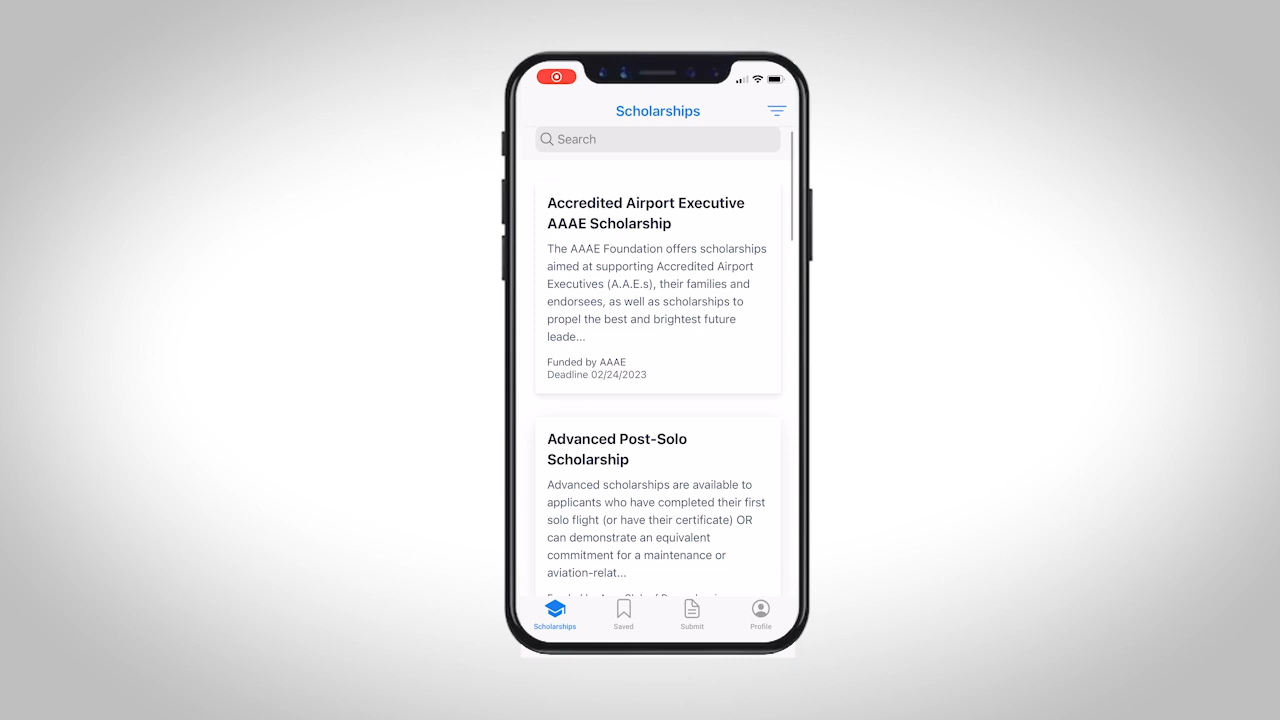 Scholarships
Search
Accredited Airport Executive
AAAE Scholarship
The AAAE Foundation offers scholarships
aimed at supporting Accredited Airport
Executives (A.A.E.s), their families and
endorsees, as well as scholarships to
propel the best and brightest future
leade...
Funded by AAAE
Deadline 02/24/2023
Advanced Post-Solo
Scholarship
Advanced scholarships are available to
applicants who have completed their first
solo flight (or have their certificate) OR
can demonstrate an equivalent
commitment for a maintenance or
aviation-relat...
Scholarships
Saved
Submit
Profile